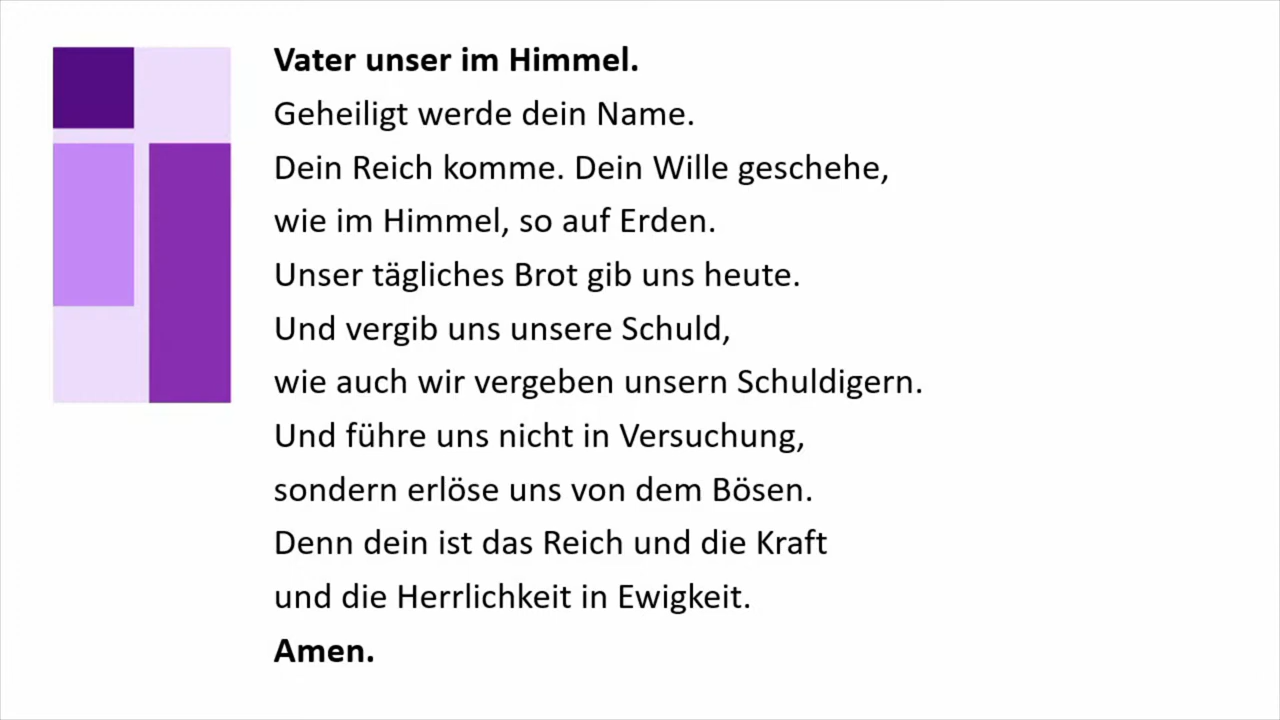 Vater unser im Himmel.
Geheiligt werde dein Name.
Dein Reich komme. Dein Wille geschehe,
wie im Himmel, so auf Erden.
Unser tägliches Brot gib uns heute.
Und vergib uns unsere Schuld,
wie auch wir vergeben unsern Schuldigern.
Und führe uns nicht in Versuchung,
sondern erlöse uns von dem Bösen.
Denn dein ist das Reich und die Kraft
und die Herrlichkeit in Ewigkeit.
Amen.